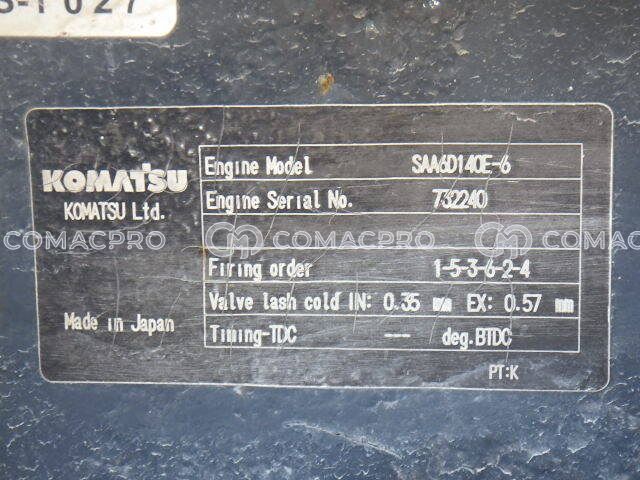 S-1027
KOMATSU
KOMATSU Ltd.
Made in Japan
Engine Model SAA6D140E-6
Engine Serial No. 732240
Firing order 1-5-3-6-2-4
Valve lash cold IN: 0.35 mm EX: 0.57 mm
Timing-TDC --- deg.BTDC
PT:K
COMACPRO COMACPRO COMACPRO